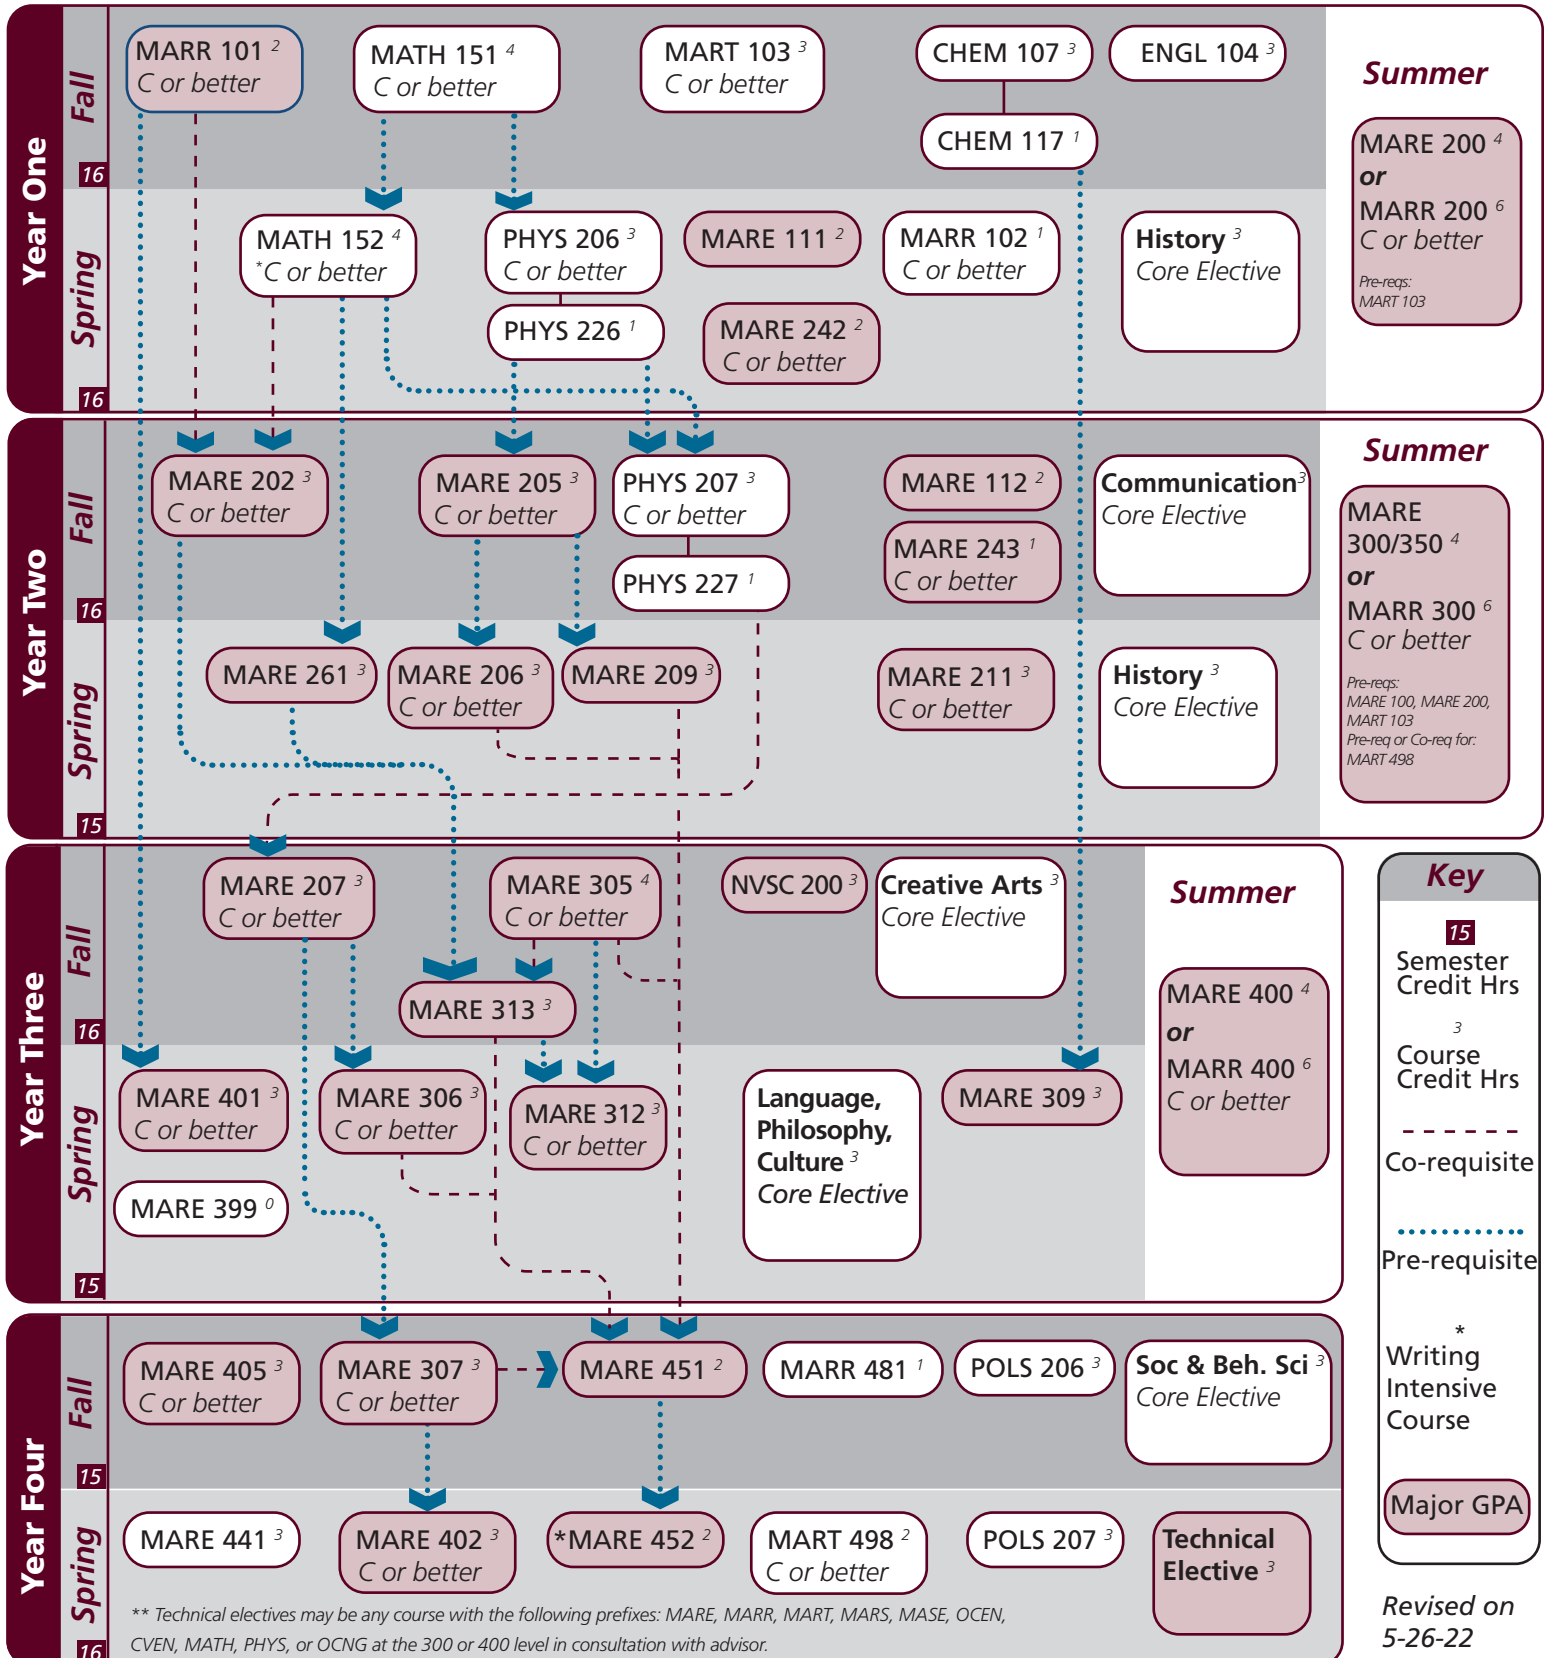 Year One
Fall
16
MARR 101 2
C or better
MATH 151 4
C or better
MART 103 3
C or better
CHEM 107 3
ENGL 104 3
CHEM 117 1
Spring
16
MATH 152 4
*C or better
PHYS 206 3
C or better
PHYS 226 1
MARE 111 2
MARE 242 2
C or better
MARR 102 1
C or better
History 3
Core Elective
Summer
MARE 200 4
or
MARR 200 6
C or better
Pre-reqs:
MART 103
Year Two
Fall
16
MARE 202 3
C or better
MARE 205 3
C or better
PHYS 207 3
C or better
PHYS 227 1
MARE 112 2
MARE 243 1
C or better
Communication 3
Core Elective
Spring
15
MARE 261 3
MARE 206 3
C or better
MARE 209 3
MARE 211 3
C or better
History 3
Core Elective
Summer
MARE
300/350 4
or
MARR 300 6
C or better
Pre-reqs:
MARE 100, MARE 200,
MART 103
Pre-req or Co-req for:
MART 498
Year Three
Fall
16
MARE 207 3
C or better
MARE 305 4
C or better
NVSC 200 3
Creative Arts 3
Core Elective
MARE 313 3
Spring
15
MARE 401 3
C or better
MARE 306 3
C or better
MARE 312 3
C or better
Language,
Philosophy,
Culture 3
Core Elective
MARE 309 3
MARE 399 0
Summer
MARE 400 4
or
MARR 400 6
C or better
Year Four
Fall
15
MARE 405 3
C or better
MARE 307 3
C or better
MARE 451 2
MARR 481 1
POLS 206 3
Soc & Beh. Sci 3
Core Elective
Spring
16
MARE 441 3
MARE 402 3
C or better
*MARE 452 2
MART 498 2
C or better
POLS 207 3
Technical
Elective 3
** Technical electives may be any course with the following prefixes: MARE, MARR, MART, MARS, MASE, OCEN,
CVEN, MATH, PHYS, or OCNG at the 300 or 400 level in consultation with advisor.
Key
15
Semester
Credit Hrs
3
Course
Credit Hrs
Co-requisite
Pre-requisite
*
Writing
Intensive
Course
Major GPA
Revised on
5-26-22